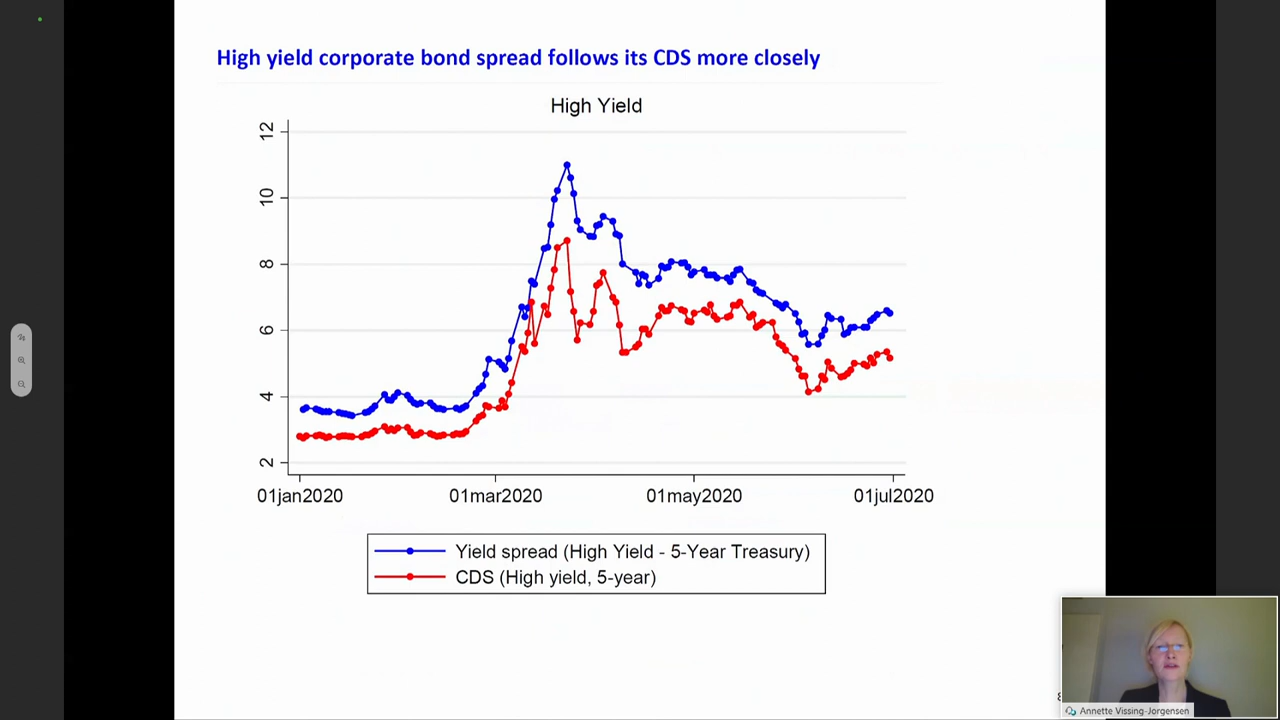 High yield corporate bond spread follows its CDS more closely
High Yield
12
10
8
6
4
2
01jan2020 01mar2020 01may2020 01jul2020
Yield spread (High Yield - 5-Year Treasury)
CDS (High yield, 5-year)
Annette Vissing-Jorgensen